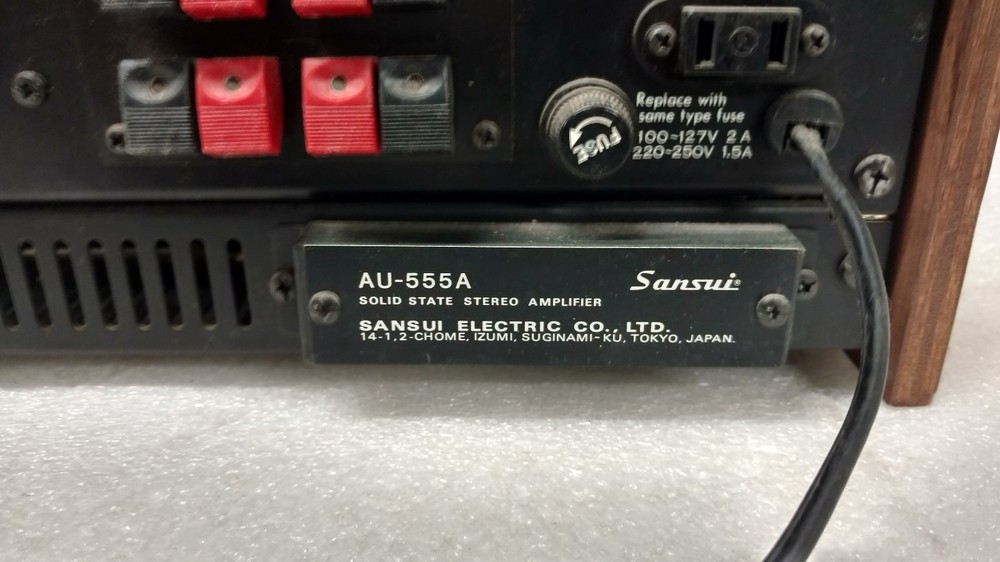 Replace with
same type fuse
100~127V 2A
220~250V 1.5A
FUSE
AU-555A
Sansui®
SOLID STATE STEREO AMPLIFIER
SANSUI ELECTRIC CO., LTD.
14-1, 2-CHOME, IZUMI, SUGINAMI-KU, TOKYO, JAPAN.